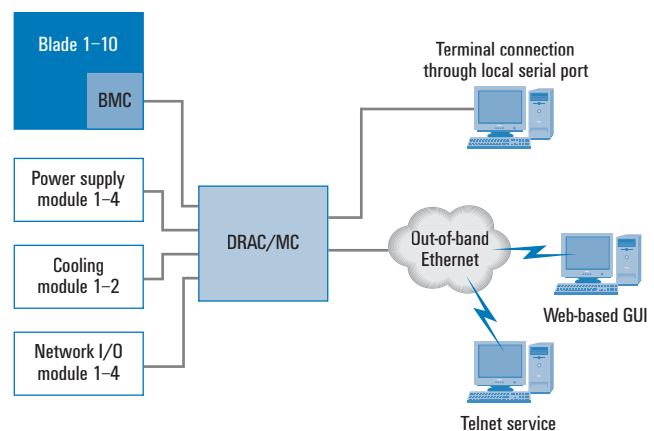 Blade 1–10
BMC
Power supply
module 1–4
Cooling
module 1–2
Network I/O
module 1–4
DRAC/MC
Terminal connection
through local serial port
Out-of-band
Ethernet
Web-based GUI
Telnet service